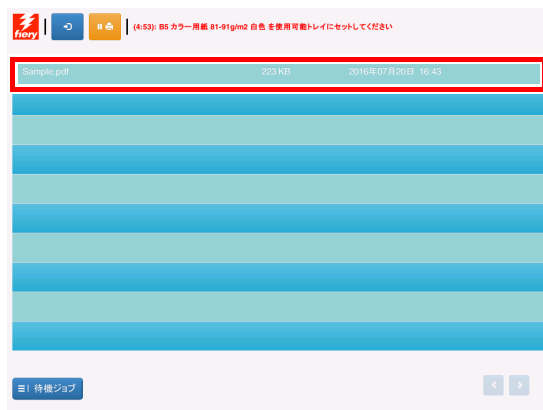 fiery
(4:53): B5 カラー用紙 81-91g/m2 白色 を使用可能トレイにセットしてください
Sample.pdf 223 KB 2016年07月20日 16:43
待機ジョブ